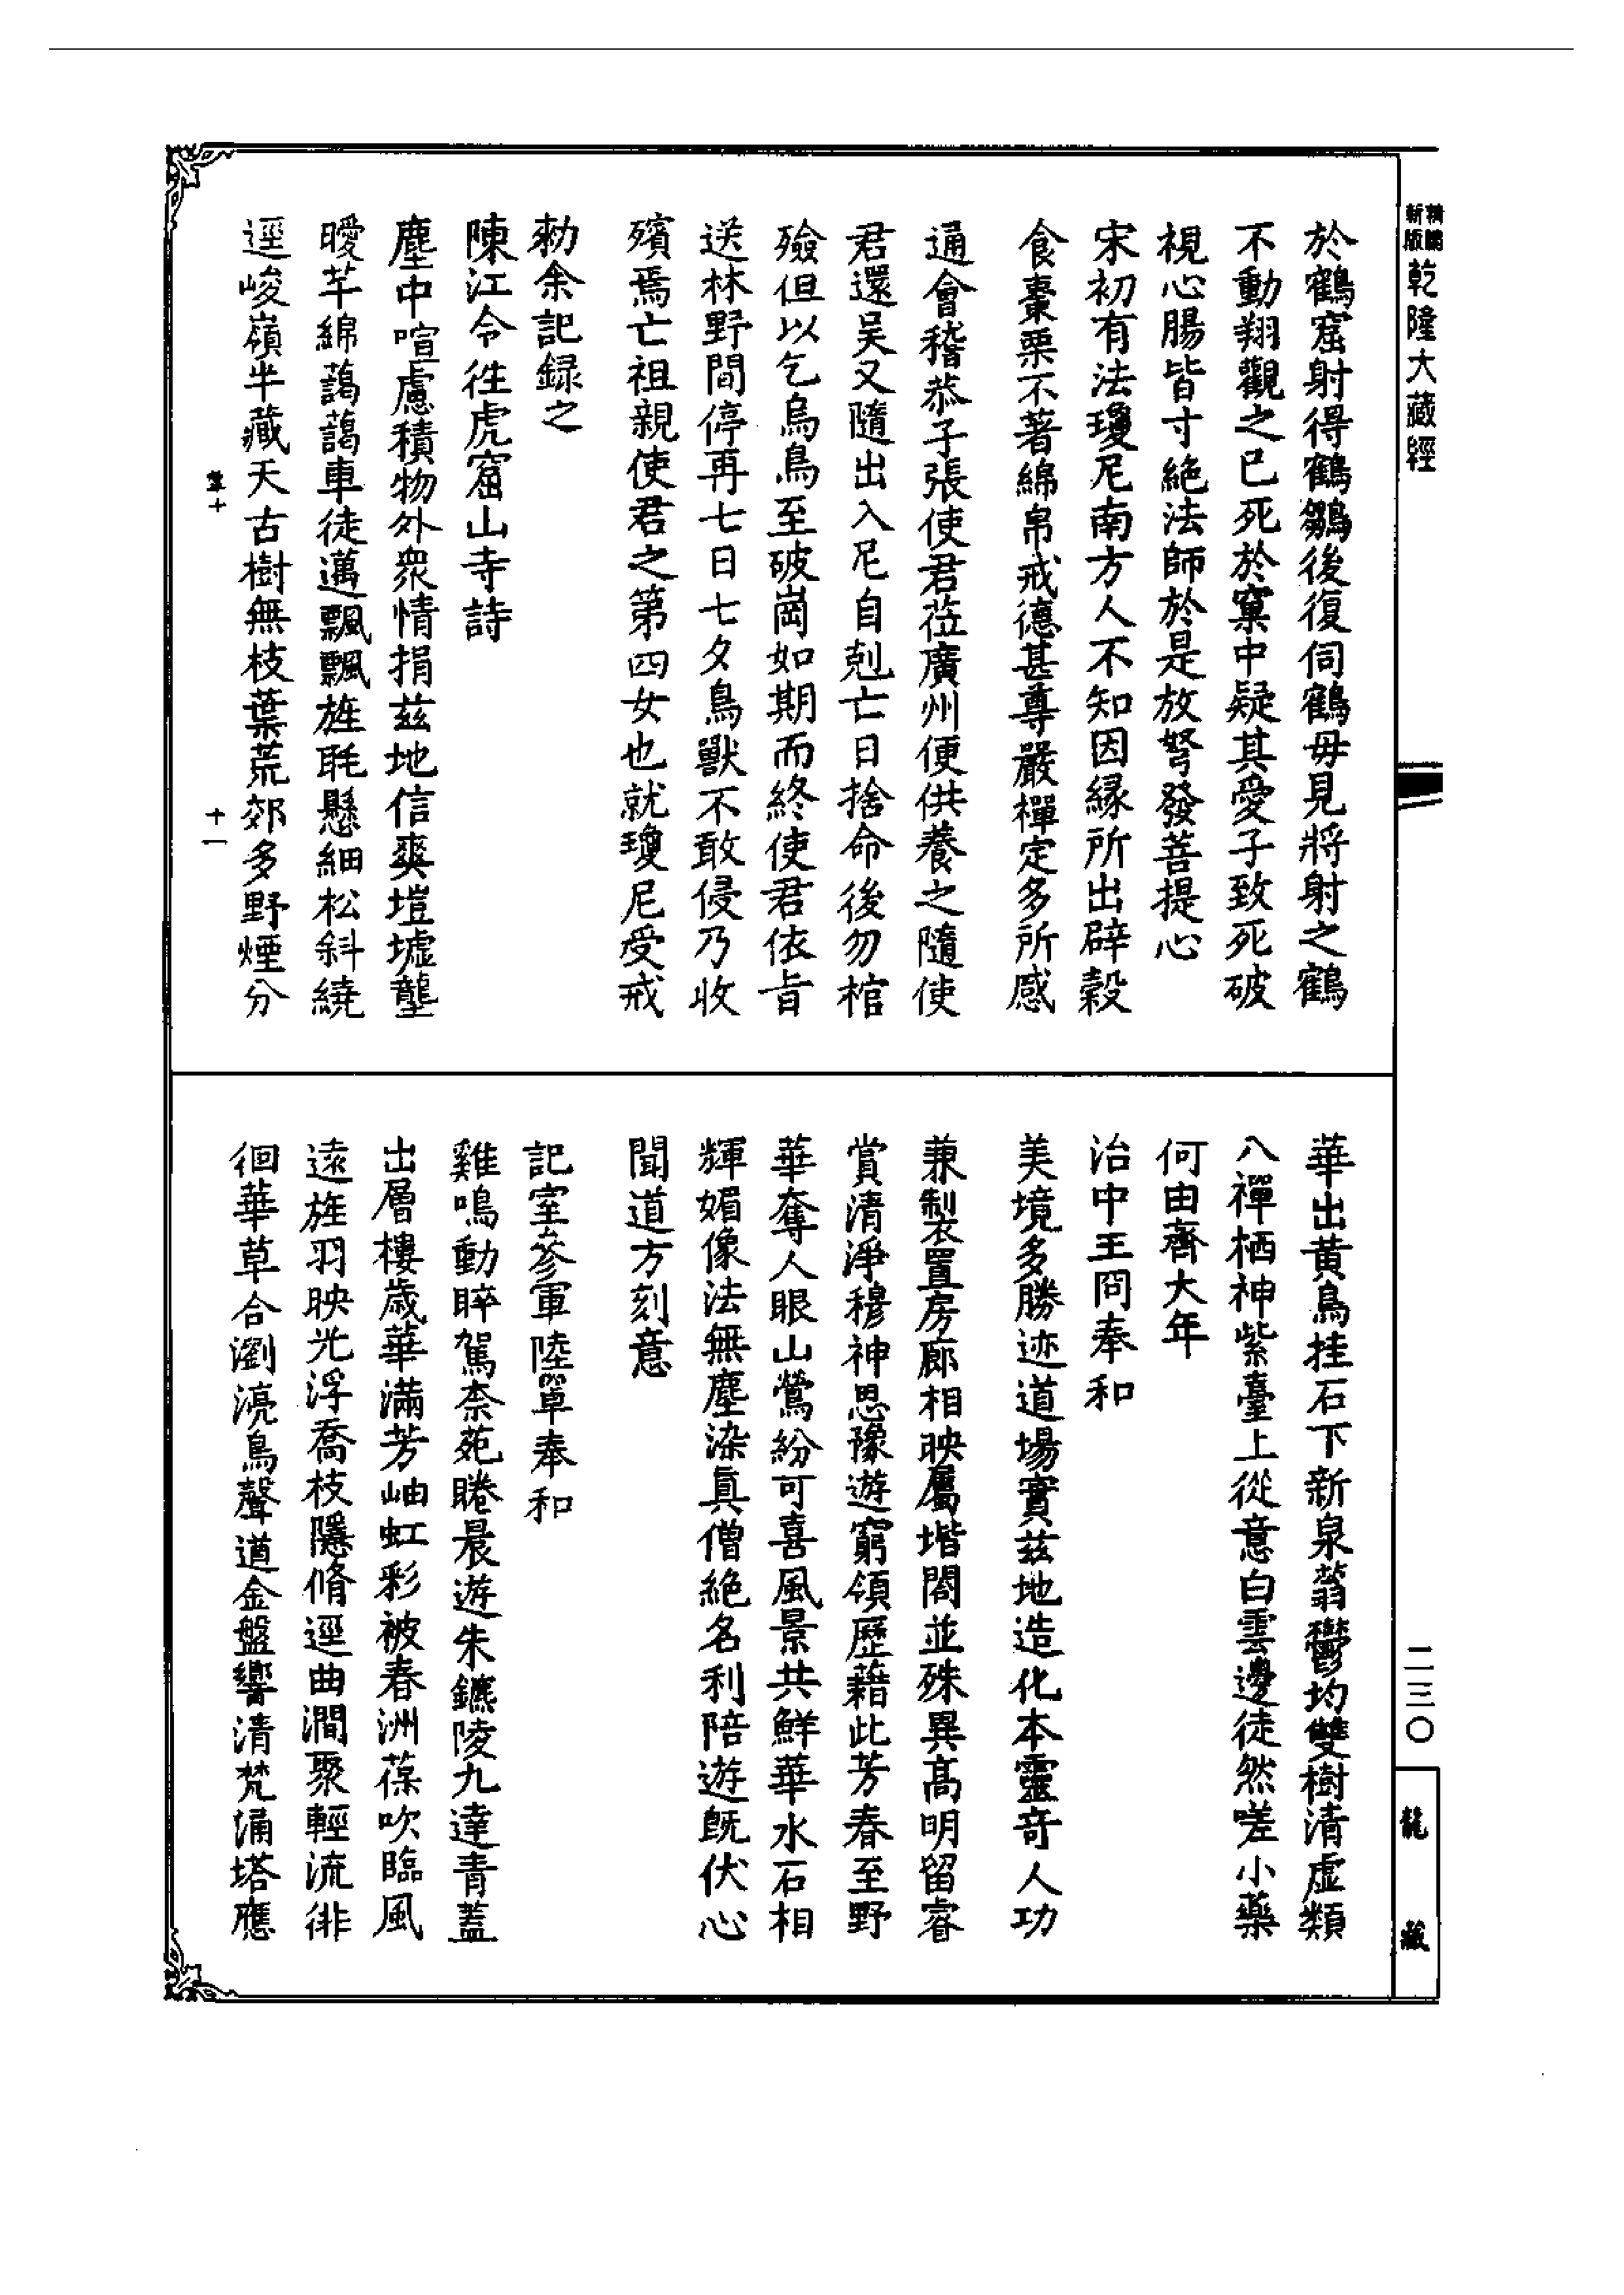 精縮
新版
乾隆大藏經
於鶴窟射得鶴鶵後復伺鶴毋見將射之鶴
不動翔觀之已死於窠中疑其愛子致死破
視心腸皆寸絶法師於是放弩發菩提心
宋初有法瓊尼南方人不知因緣所出辟穀
食棗栗不著綿帛戒德甚尊嚴禪定多所感
通會稽恭子張使君莅廣州便供養之隨使
君還吴又隨出入尼自剋亡日捨命後勿棺
殮但以乞烏鳥至破崗如期而終使君依旨
送林野間停再七日七夕鳥獸不敢侵乃收
殯焉亡祖親使君之第四女也就瓊尼受戒
勑余記録之
陳江令徃虎窟山寺詩
塵中喧慮積物外衆情捐兹地信爽塏墟壟
曖芊綿藹藹車徒邁飄飄旌眊懸細松斜繞
逕峻嶺半藏天古樹無枝葉荒郊多野煙分
十一
華出黄鳥挂石下新泉蓊鬱均雙樹清虚類
八禪栖神紫臺上從意白雲邊徒然嗟小藥
何由齊大年
治中王冏奉和
美境多勝迹道場實兹地造化本靈奇人功
兼製置房廊相映屬堦閣並殊異高明留睿
賞清淨穆神思豫遊窮領歷藉此芳春至野
華奪人眼山鶯紛可喜風景共鮮華水石相
輝媚像法無塵染真僧絶名利陪遊旣伏心
聞道方刻意
記室參軍陸罩奉和
雞鳴動睟駕柰苑睠晨遊朱鑣陵九達青蓋
出層樓歲華滿芳岫虹彩被春洲葆吹臨風
遠旌羽映光浮喬枝隱脩逕曲澗聚輕流徘
徊華草合瀏湸鳥聲遒金盤響清梵涌塔應
二三〇
龍藏